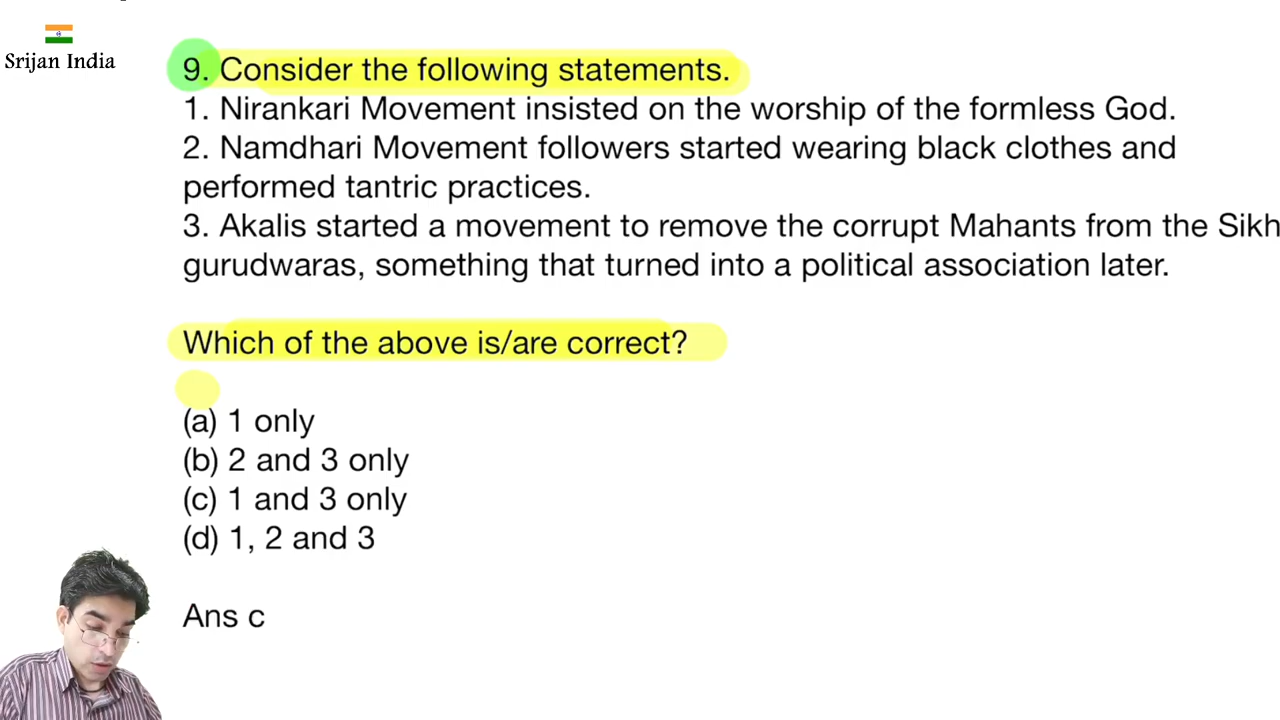 Srijan India
9. Consider the following statements.
1. Nirankari Movement insisted on the worship of the formless God.
2. Namdhari Movement followers started wearing black clothes and
performed tantric practices.
3. Akalis started a movement to remove the corrupt Mahants from the Sikh
gurudwaras, something that turned into a political association later.
Which of the above is/are correct?
(a) 1 only
(b) 2 and 3 only
(c) 1 and 3 only
(d) 1, 2 and 3
Ans c